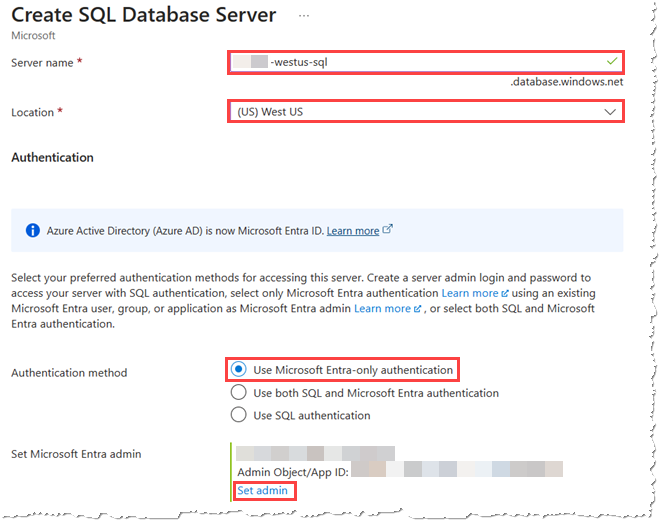 Create SQL Database Server ...
Microsoft
Server name *
-westus-sql
.database.windows.net
Location *
(US) West US
Authentication
Azure Active Directory (Azure AD) is now Microsoft Entra ID. Learn more
Select your preferred authentication methods for accessing this server. Create a server admin login and password to
access your server with SQL authentication, select only Microsoft Entra authentication Learn more using an existing
Microsoft Entra user, group, or application as Microsoft Entra admin Learn more , or select both SQL and Microsoft
Entra authentication.
Authentication method
Use Microsoft Entra-only authentication
Use both SQL and Microsoft Entra authentication
Use SQL authentication
Set Microsoft Entra admin
Admin Object/App ID:
Set admin